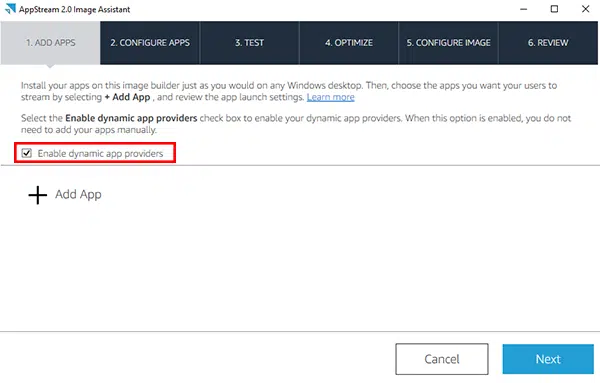 AppStream 2.0 Image Assistant
1. ADD APPS
2. CONFIGURE APPS
3. TEST
4. OPTIMIZE
5. CONFIGURE IMAGE
6. REVIEW
Install your apps on this image builder just as you would on any Windows desktop. Then, choose the apps you want your users to
stream by selecting + Add App , and review the app launch settings. Learn more
Select the Enable dynamic app providers check box to enable your dynamic app providers. When this option is enabled, you do not
need to add your apps manually.
Enable dynamic app providers
Add App
Cancel
Next